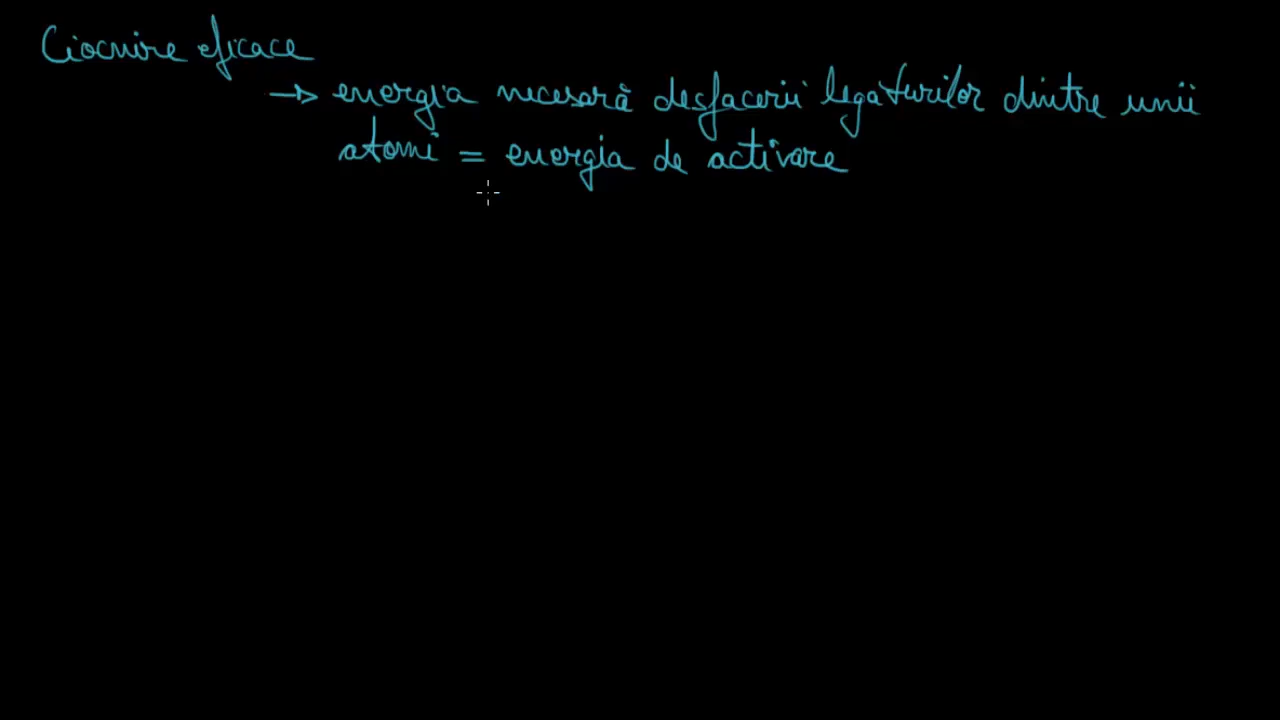 Ciocnire eficace
→ energia necesară desfacerii legăturilor dintre unii
atomi = energia de activare